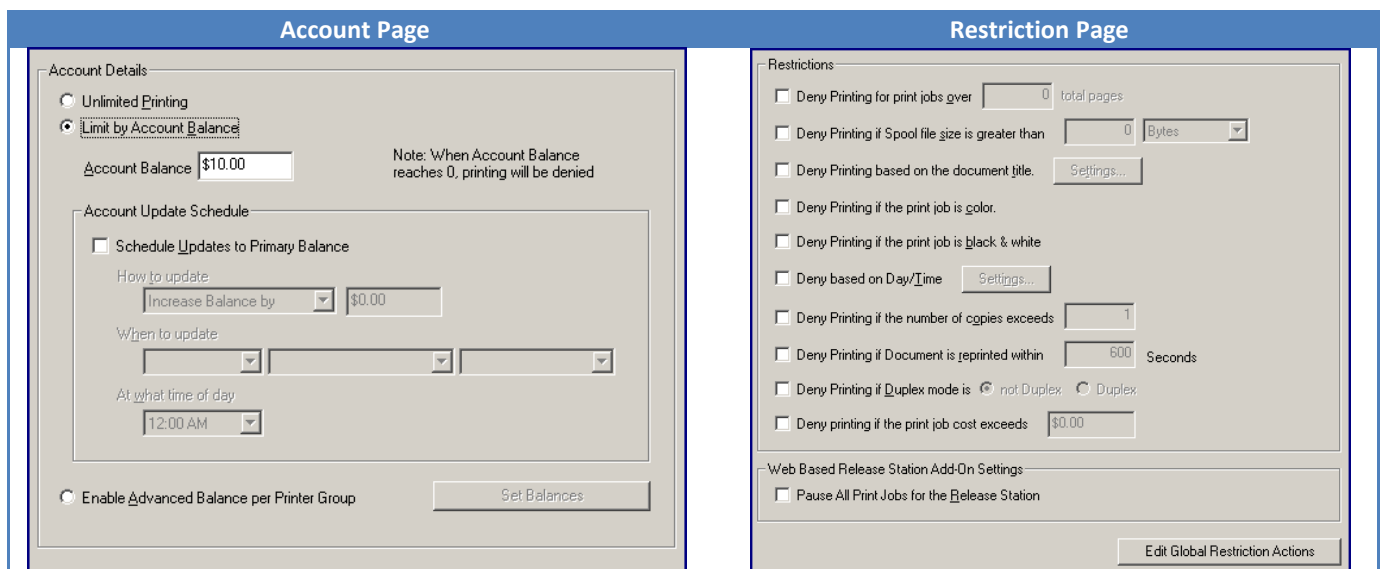 Account Page
Account Details
Unlimited Printing
Limit by Account Balance
Account Balance $10.00
Note: When Account Balance
reaches 0, printing will be denied
Account Update Schedule
Schedule Updates to Primary Balance
How to update
Increase Balance by $0.00
When to update
At what time of day
12:00 AM
Enable Advanced Balance per Printer Group Set Balances
Restriction Page
Restrictions
Deny Printing for print jobs over 0 total pages
Deny Printing if Spool file size is greater than 0 Bytes
Deny Printing based on the document title. Settings...
Deny Printing if the print job is color.
Deny Printing if the print job is black & white
Deny based on Day/Time Settings...
Deny Printing if the number of copies exceeds 1
Deny Printing if Document is reprinted within 600 Seconds
Deny Printing if Duplex mode is not Duplex Duplex
Deny printing if the print job cost exceeds $0.00
Web Based Release Station Add-On Settings
Pause All Print Jobs for the Release Station
Edit Global Restriction Actions